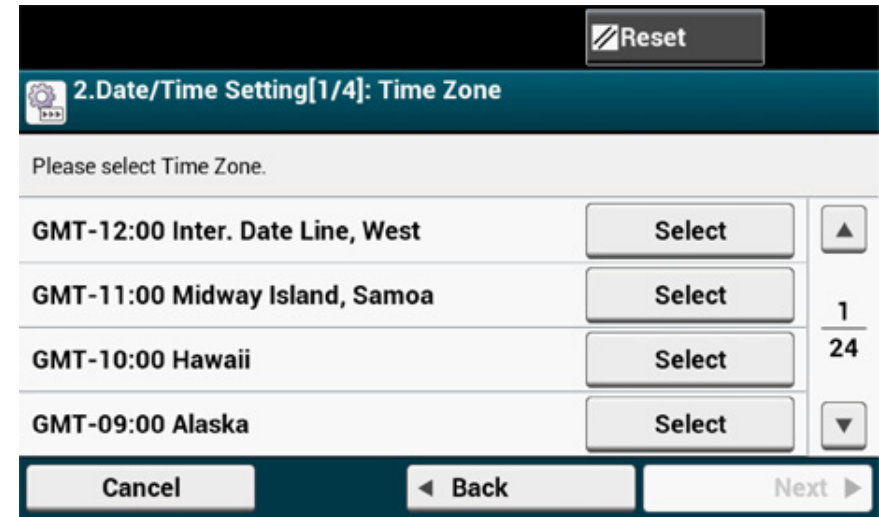 Reset
2.Date/Time Setting[1/4]: Time Zone
Please select Time Zone.
GMT-12:00 Inter. Date Line, West Select
GMT-11:00 Midway Island, Samoa Select
1
GMT-10:00 Hawaii Select
24
GMT-09:00 Alaska Select
Cancel Back Next